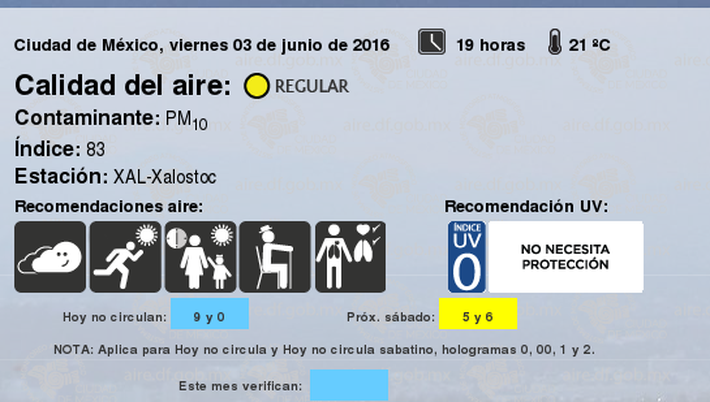 Ciudad de México, viernes 03 de junio de 2016 19 horas 21 ºC
Calidad del aire: REGULAR
Contaminante: PM10
Índice: 83
Estación: XAL-Xalostoc
Recomendaciones aire: Recomendación UV:
ÍNDICE
UV
0
NO NECESITA
PROTECCIÓN
Hoy no circulan: 9 y 0 Próx. sábado: 5 y 6
NOTA: Aplica para Hoy no circula y Hoy no circula sabatino, hologramas 0, 00, 1 y 2.
Este mes verifican: